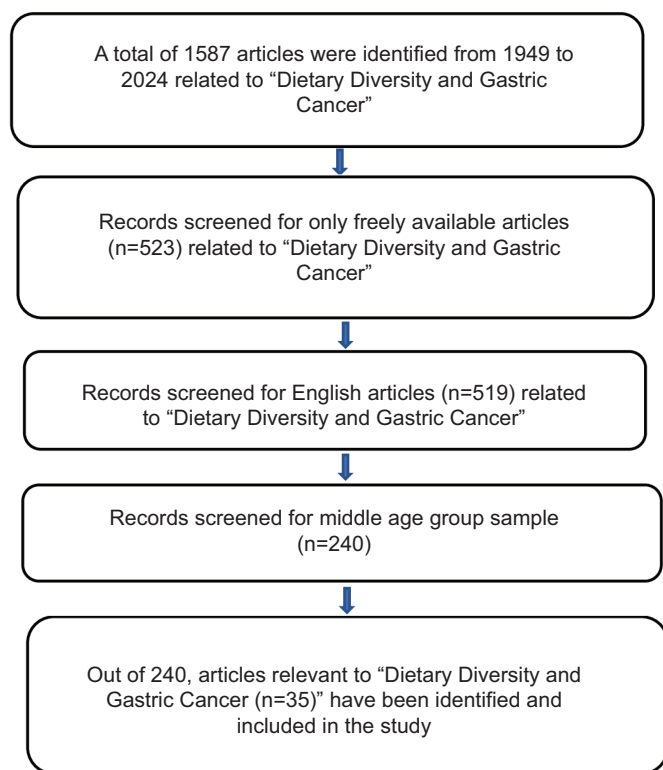 A total of 1587 articles were identified from 1949 to
2024 related to “Dietary Diversity and Gastric
Cancer”
Records screened for only freely available articles
(n=523) related to “Dietary Diversity and Gastric
Cancer”
Records screened for English articles (n=519) related
to “Dietary Diversity and Gastric Cancer”
Records screened for middle age group sample
(n=240)
Out of 240, articles relevant to “Dietary Diversity and
Gastric Cancer (n=35)” have been identified and
included in the study